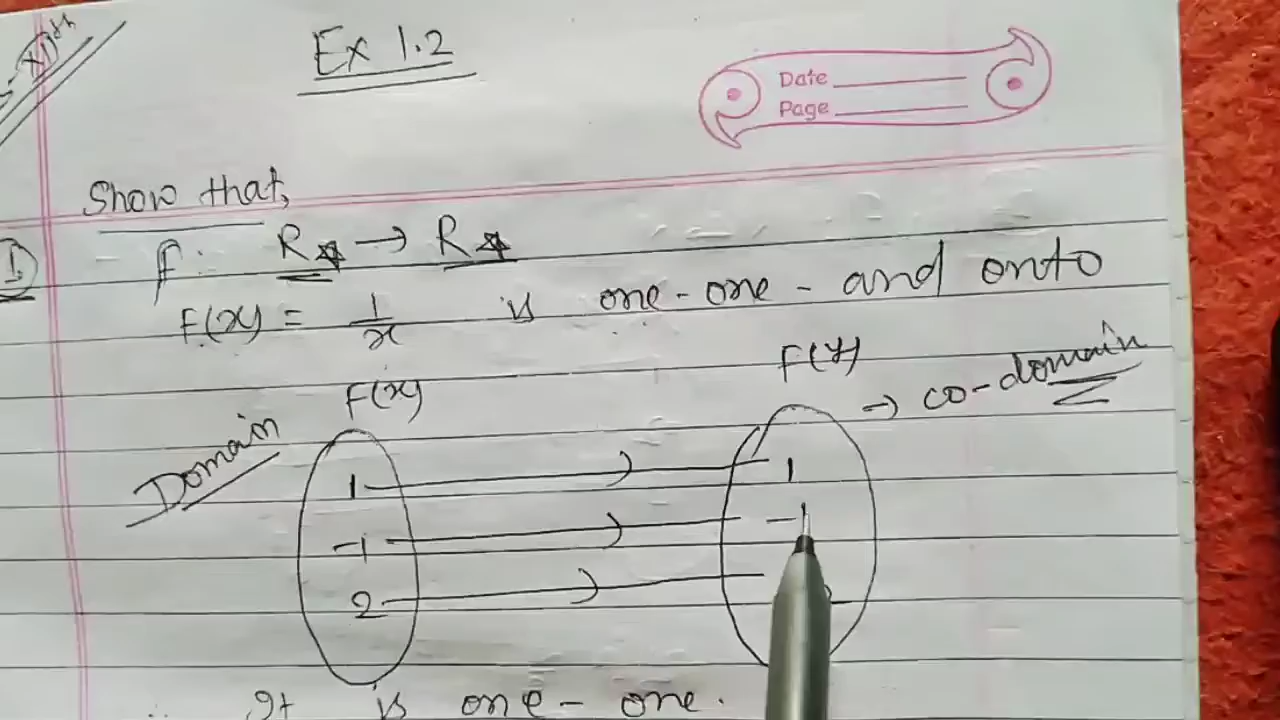 XIIth
Ex 1.2
Date
Page
Show that,
1. f: R★ → R★
F(x) = 1/x is one-one-and onto
F(x) F(y) → co-domain
Domain
1 1
-1 -1
2
∴ It is one-one.